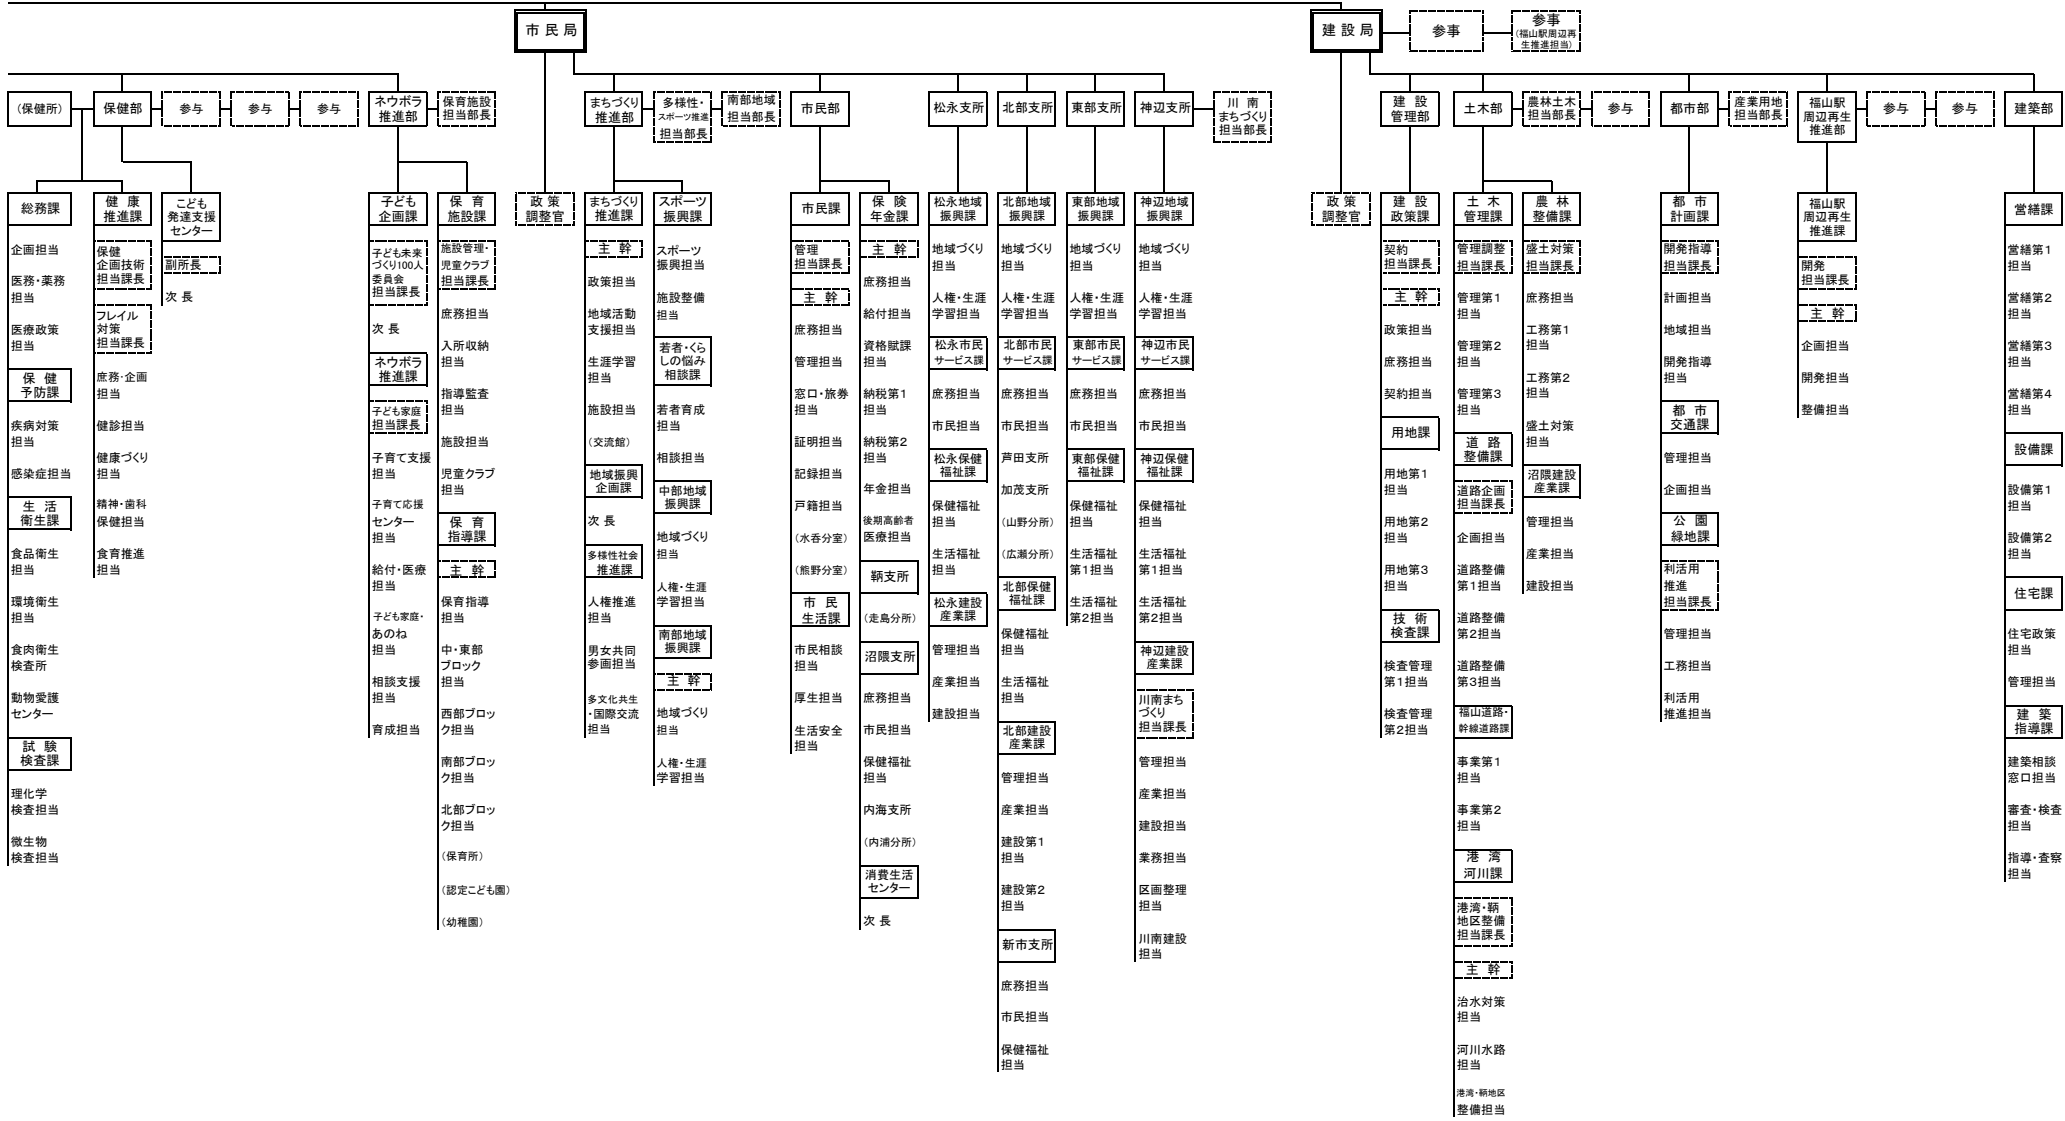 市 民 局
建 設 局
参事
参事
(福山駅周辺再
生推進担当)
(保健所)
保健部
参与
参与
参与
ネウボラ
推進部
保育施設
担当部長
まちづくり
推進部
多様性・
スポーツ推進
担当部長
南部地域
担当部長
市民部
松永支所
北部支所
東部支所
神辺支所
川 南
まちづくり
担当部長
建 設
管理部
土木部
農林土木
担当部長
参与
都市部
産業用地
担当部長
福山駅
周辺再生
推進部
参与
参与
建築部
総務課
企画担当
医務・薬務
担当
医療政策
担当
保 健
予防課
疾病対策
担当
感染症担当
生 活
衛生課
食品衛生
担当
環境衛生
担当
食肉衛生
検査所
動物愛護
センター
試 験
検査課
理化学
検査担当
微生物
検査担当
健 康
推進課
保健
企画技術
担当課長
フレイル
対策
担当課長
庶務・企画
担当
健診担当
健康づくり
担当
精神・歯科
保健担当
食育推進
担当
こども
発達支援
センター
副所長
次 長
子ども
企画課
子ども未来
づくり100人
委員会
担当課長
次 長
ネウボラ
推進課
子ども家庭
担当課長
子育て支援
担当
子育て応援
センター
担当
給付・医療
担当
子ども家庭・
あのね
担当
相談支援
担当
育成担当
保 育
施設課
施設管理・
児童クラブ
担当課長
庶務担当
入所収納
担当
指導監査
担当
施設担当
児童クラブ
担当
保 育
指導課
主 幹
保育指導
担当
中・東部
ブロック
担当
西部ブロッ
ク担当
南部ブロッ
ク担当
北部ブロッ
ク担当
(保育所)
(認定こども園)
(幼稚園)
政 策
調整官
まちづくり
推進課
主 幹
政策担当
地域活動
支援担当
生涯学習
担当
施設担当
(交流館)
地域振興
企画課
次 長
多様性社会
推進課
人権推進
担当
男女共同
参画担当
多文化共生
・国際交流
担当
スポーツ
振興課
スポーツ
振興担当
施設整備
担当
若者・くら
しの悩み
相談課
若者育成
担当
相談担当
中部地域
振興課
地域づくり
担当
人権・生涯
学習担当
南部地域
振興課
主 幹
地域づくり
担当
人権・生涯
学習担当
市民課
管理
担当課長
主 幹
庶務担当
管理担当
窓口・旅券
担当
証明担当
記録担当
戸籍担当
(水呑分室)
(熊野分室)
市 民
生活課
市民相談
担当
厚生担当
生活安全
担当
保 険
年金課
主 幹
庶務担当
給付担当
資格賦課
担当
納税第1
担当
納税第2
担当
年金担当
後期高齢者
医療担当
鞆支所
(走島分所)
沼隈支所
庶務担当
市民担当
保健福祉
担当
内海支所
(内浦分所)
消費生活
センター
次 長
松永地域
振興課
地域づくり
担当
人権・生涯
学習担当
松永市民
サービス課
庶務担当
市民担当
松永保健
福祉課
保健福祉
担当
生活福祉
担当
松永建設
産業課
管理担当
産業担当
建設担当
北部地域
振興課
地域づくり
担当
人権・生涯
学習担当
北部市民
サービス課
庶務担当
市民担当
芦田支所
加茂支所
(山野分所)
(広瀬分所)
北部保健
福祉課
保健福祉
担当
生活福祉
担当
北部建設
産業課
管理担当
産業担当
建設第1
担当
建設第2
担当
新市支所
庶務担当
市民担当
保健福祉
担当
東部地域
振興課
地域づくり
担当
人権・生涯
学習担当
東部市民
サービス課
庶務担当
市民担当
東部保健
福祉課
保健福祉
担当
生活福祉
第1担当
生活福祉
第2担当
神辺地域
振興課
地域づくり
担当
人権・生涯
学習担当
神辺市民
サービス課
庶務担当
市民担当
神辺保健
福祉課
保健福祉
担当
生活福祉
第1担当
生活福祉
第2担当
神辺建設
産業課
川南まち
づくり
担当課長
管理担当
産業担当
建設担当
業務担当
区画整理
担当
川南建設
担当
政 策
調整官
建 設
政策課
契約
担当課長
主 幹
政策担当
庶務担当
契約担当
用地課
用地第1
担当
用地第2
担当
用地第3
担当
技 術
検査課
検査管理
第1担当
検査管理
第2担当
土 木
管理課
管理調整
担当課長
管理第1
担当
管理第2
担当
管理第3
担当
道 路
整備課
道路企画
担当課長
企画担当
道路整備
第1担当
道路整備
第2担当
道路整備
第3担当
福山道路・
幹線道路課
事業第1
担当
事業第2
担当
港 湾
河川課
港湾・鞆
地区整備
担当課長
主 幹
治水対策
担当
河川水路
担当
港湾・鞆地区
整備担当
農 林
整備課
盛土対策
担当課長
庶務担当
工務第1
担当
工務第2
担当
盛土対策
担当
沼隈建設
産業課
管理担当
産業担当
建設担当
都 市
計画課
開発指導
担当課長
計画担当
地域担当
開発指導
担当
都 市
交通課
管理担当
企画担当
公 園
緑地課
利活用
推進
担当課長
管理担当
工務担当
利活用
推進担当
福山駅
周辺再生
推進課
開発
担当課長
主 幹
企画担当
開発担当
整備担当
営繕課
営繕第1
担当
営繕第2
担当
営繕第3
担当
営繕第4
担当
設備課
設備第1
担当
設備第2
担当
住宅課
住宅政策
担当
管理担当
建 築
指導課
建築相談
窓口担当
審査・検査
担当
指導・査察
担当